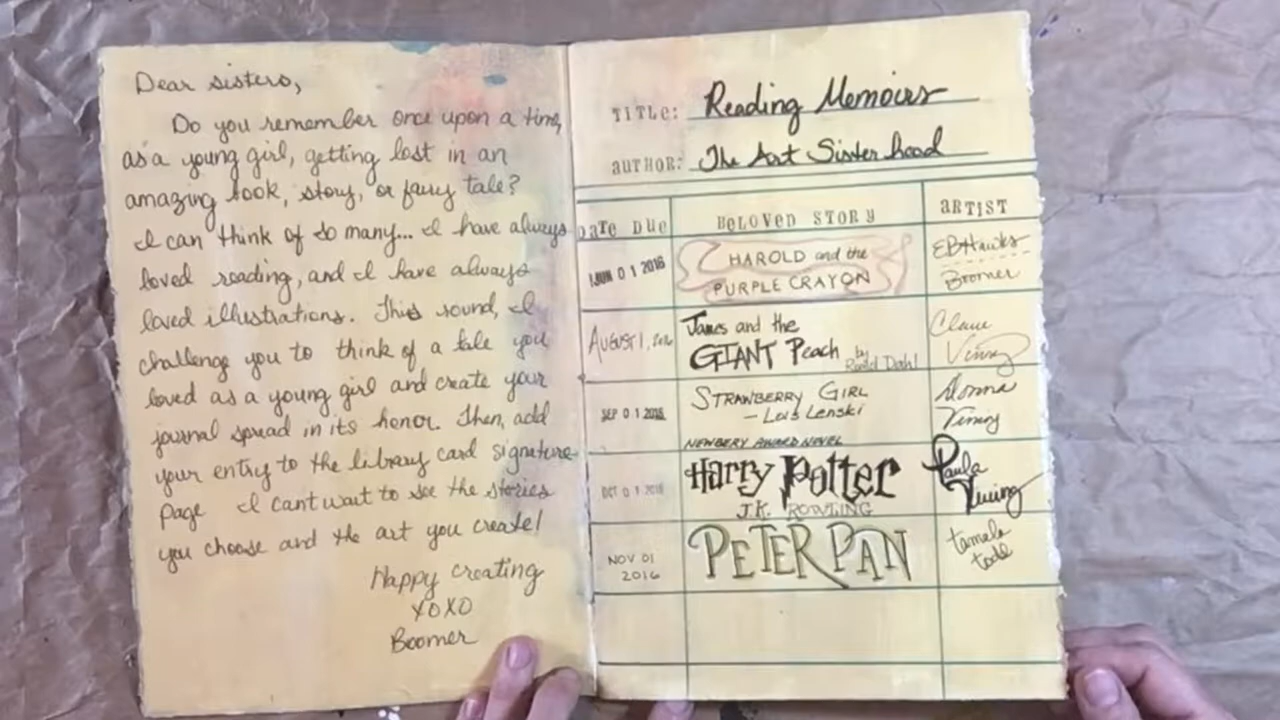 Dear sisters,
Do you remember once upon a time,
as a young girl, getting lost in an
amazing book, story, or fairy tale?
I can think of so many... I have always
loved reading, and I have always
loved illustrations. This round, I
challenge you to think of a tale you
loved as a young girl and create your
journal spread in its honor. Then, add
your entry to the library card signature
page I cant wait to see the stories
you choose and the art you create!
Happy creating
XOXO
Boomer
TITLE: Reading Memoirs
AUTHOR: The Art Sisterhood
DATE DUE BELOVED STORY ARTIST
JUN 01 2016 HAROLD and the PURPLE CRAYON EBHawks Boomer
AUGUST 1, 2016 James and the GIANT Peach by Roald Dahl Claire Vining
SEP 01 2016 STRAWBERRY GIRL - Lois Lenski NEWBERY AWARD NOVEL Donna Vining
OCT 01 2016 Harry Potter J.K. ROWLING Paula Vining
NOV 01 2016 PETER PAN tamela todd